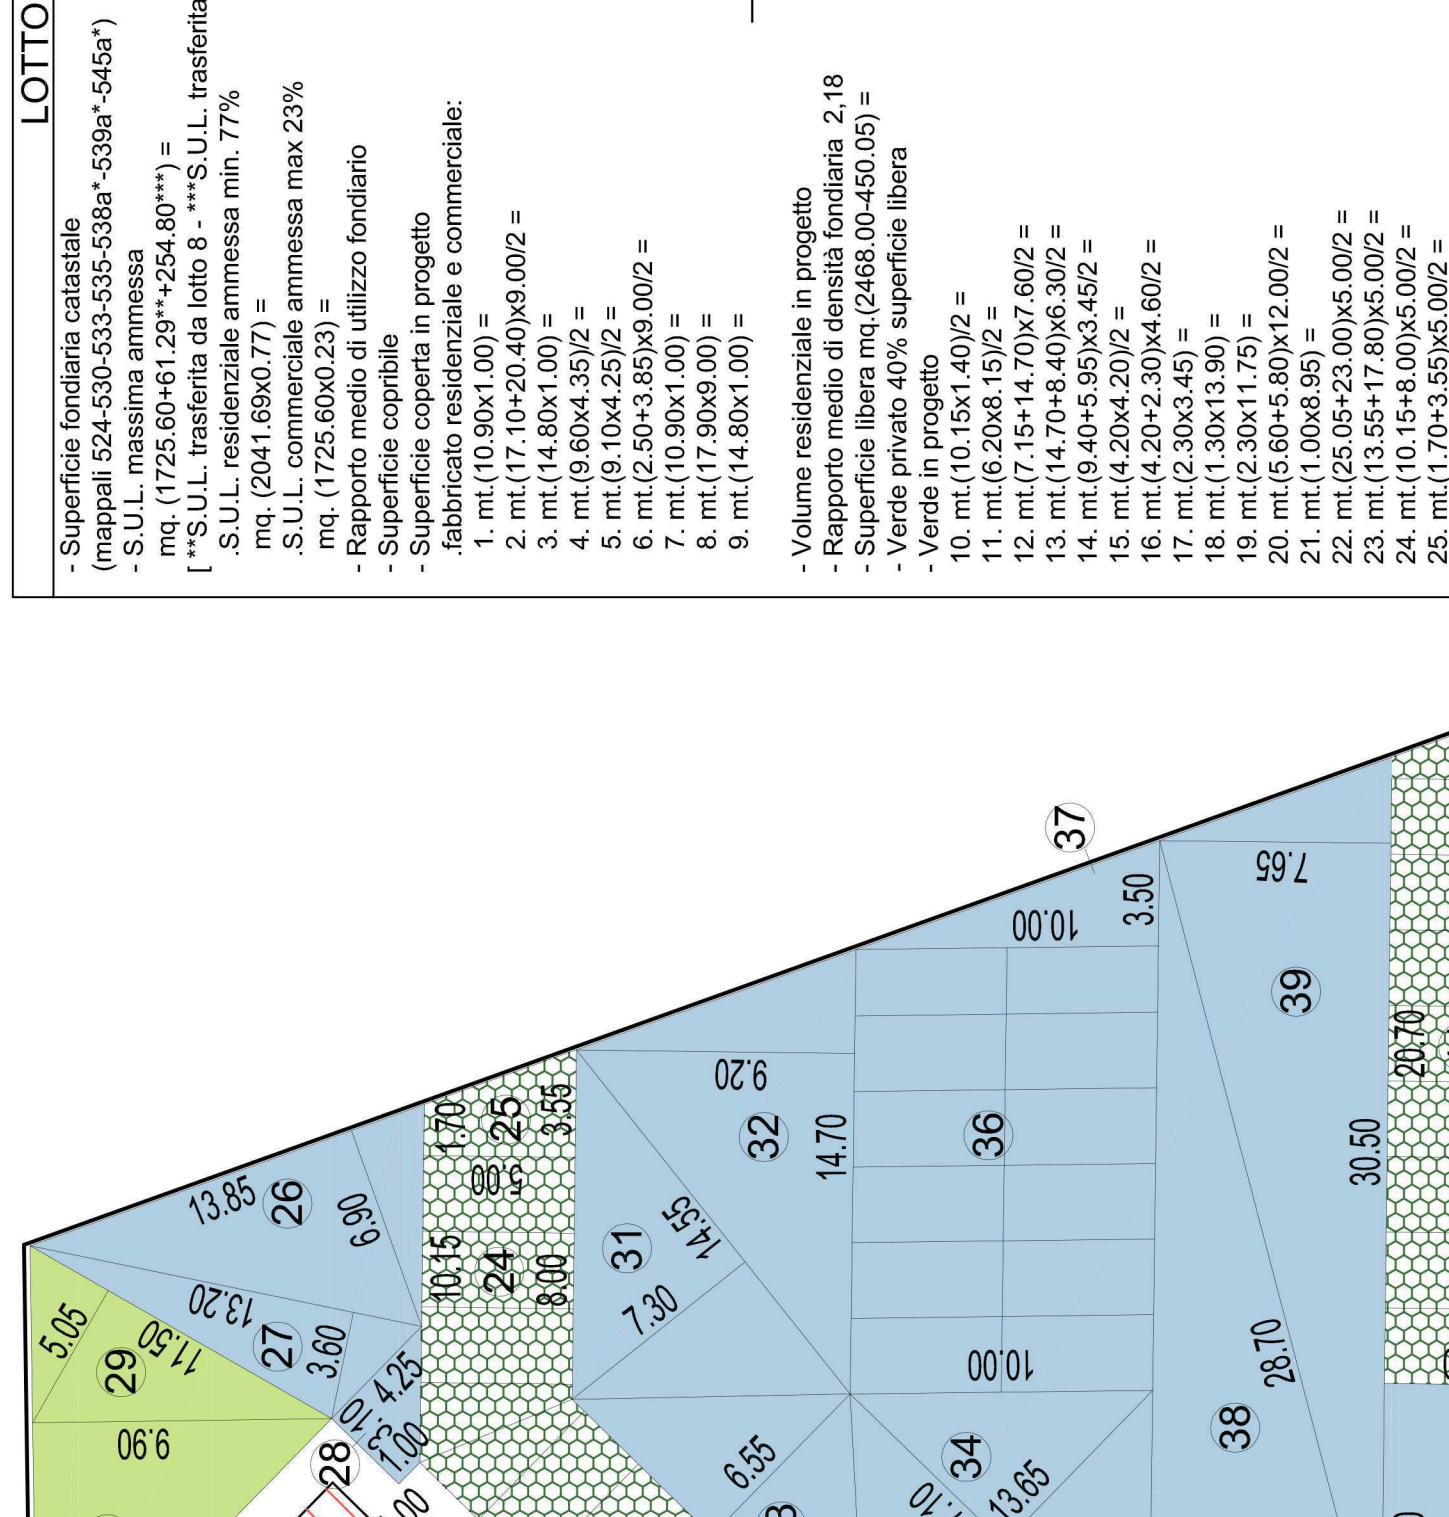 LOTTO
- Superficie fondiaria catastale
(mappali 524-530-533-535-538a*-539a*-545a*)
- S.U.L. massima ammessa
mq. (1725.60+61.29**+254.80***) =
[**S.U.L. trasferita da lotto 8 - ***S.U.L. trasferita
.S.U.L. residenziale ammessa min. 77%
mq. (2041.69x0.77) =
.S.U.L. commerciale ammessa max 23%
mq. (1725.60x0.23) =
- Rapporto medio di utilizzo fondiario
- Superficie copribile
- Superficie coperta in progetto
.fabbricato residenziale e commerciale:
1. mt.(10.90x1.00) =
2. mt.(17.10+20.40)x9.00/2 =
3. mt.(14.80x1.00) =
4. mt.(9.60x4.35)/2 =
5. mt.(9.10x4.25)/2 =
6. mt.(2.50+3.85)x9.00/2 =
7. mt.(10.90x1.00) =
8. mt.(17.90x9.00) =
9. mt.(14.80x1.00) =
- Volume residenziale in progetto
- Rapporto medio di densità fondiaria 2,18
- Superficie libera mq.(2468.00-450.05) =
- Verde privato 40% superficie libera
- Verde in progetto
10. mt.(10.15x1.40)/2 =
11. mt.(6.20x8.15)/2 =
12. mt.(7.15+14.70)x7.60/2 =
13. mt.(14.70+8.40)x6.30/2 =
14. mt.(9.40+5.95)x3.45/2 =
15. mt.(4.20x4.20)/2 =
16. mt.(4.20+2.30)x4.60/2 =
17. mt.(2.30x3.45) =
18. mt.(1.30x13.90) =
19. mt.(2.30x11.75) =
20. mt.(5.60+5.80)x12.00/2 =
21. mt.(1.00x8.95) =
22. mt.(25.05+23.00)x5.00/2 =
23. mt.(13.55+17.80)x5.00/2 =
24. mt.(10.15+8.00)x5.00/2 =
25. mt.(1.70+3.55)x5.00/2 =
5.05
29
11.50
9.90
13.85
26
6.90
13.20
27
3.60
4.25
3.10
1.00
28
1.70
25
3.55
5.00
10.15
24
8.00
31
14.55
7.30
9.20
32
14.70
6.55
37
10.00
3.50
36
10.00
34
13.65
7.65
39
20.70
30.50
28.70
38